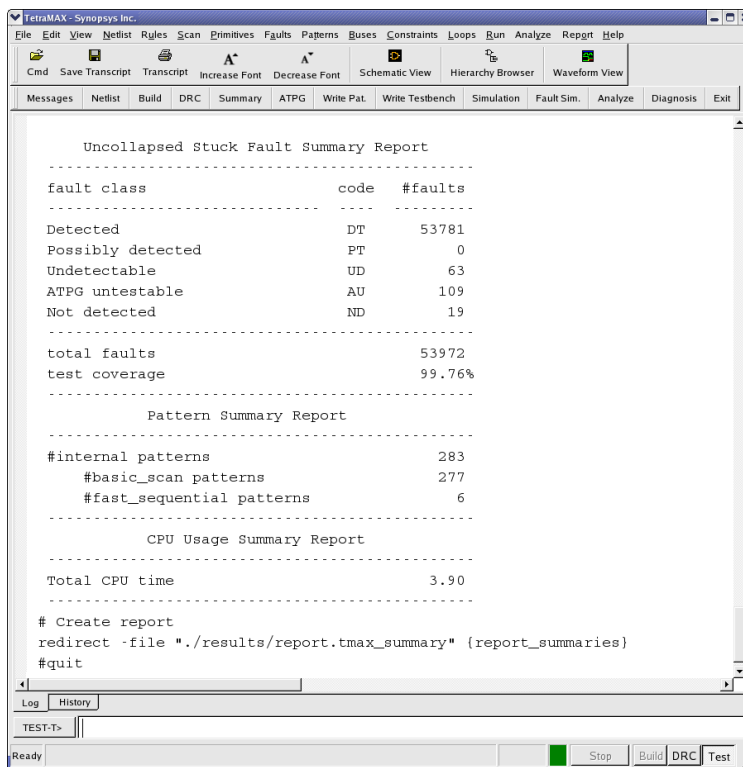 TetraMAX - Synopsys Inc.
File Edit View Netlist Rules Scan Primitives Faults Patterns Buses Constraints Loops Run Analyze Report Help
Cmd Save Transcript Transcript Increase Font Decrease Font Schematic View Hierarchy Browser Waveform View
Messages Netlist Build DRC Summary ATPG Write Pat. Write Testbench Simulation Fault Sim. Analyze Diagnosis Exit
Uncollapsed Stuck Fault Summary Report
-----------------------------------------------
fault class code #faults
------------------------------ ---- ---------
Detected DT 53781
Possibly detected PT 0
Undetectable UD 63
ATPG untestable AU 109
Not detected ND 19
-----------------------------------------------
total faults 53972
test coverage 99.76%
-----------------------------------------------
Pattern Summary Report
-----------------------------------------------
#internal patterns 283
#basic_scan patterns 277
#fast_sequential patterns 6
-----------------------------------------------
CPU Usage Summary Report
-----------------------------------------------
Total CPU time 3.90
-----------------------------------------------
# Create report
redirect -file "./results/report.tmax_summary" {report_summaries}
#quit
Log History
TEST-T>
Ready Stop Build DRC Test